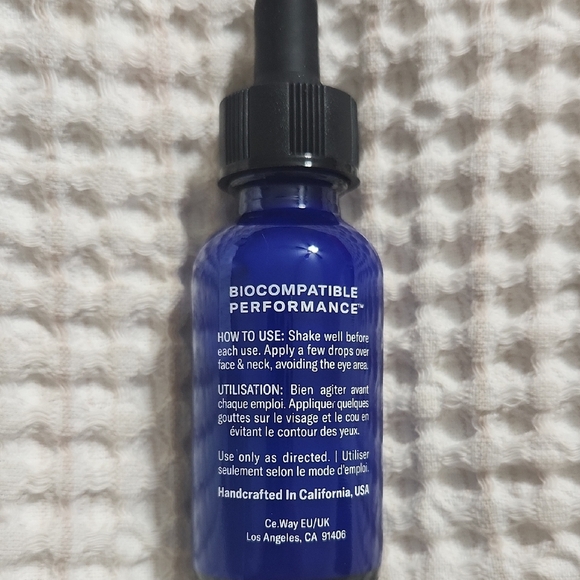 BIOCOMPATIBLE
PERFORMANCE™
HOW TO USE: Shake well before
each use. Apply a few drops over
face & neck, avoiding the eye area.
UTILISATION: Bien agiter avant
chaque emploi. Appliquer quelques
gouttes sur le visage et le cou en
évitant le contour des yeux.
Use only as directed. | Utiliser
seulement selon le mode d'emploi.
Handcrafted In California, USA
Ce.Way EU/UK
Los Angeles, CA 91406